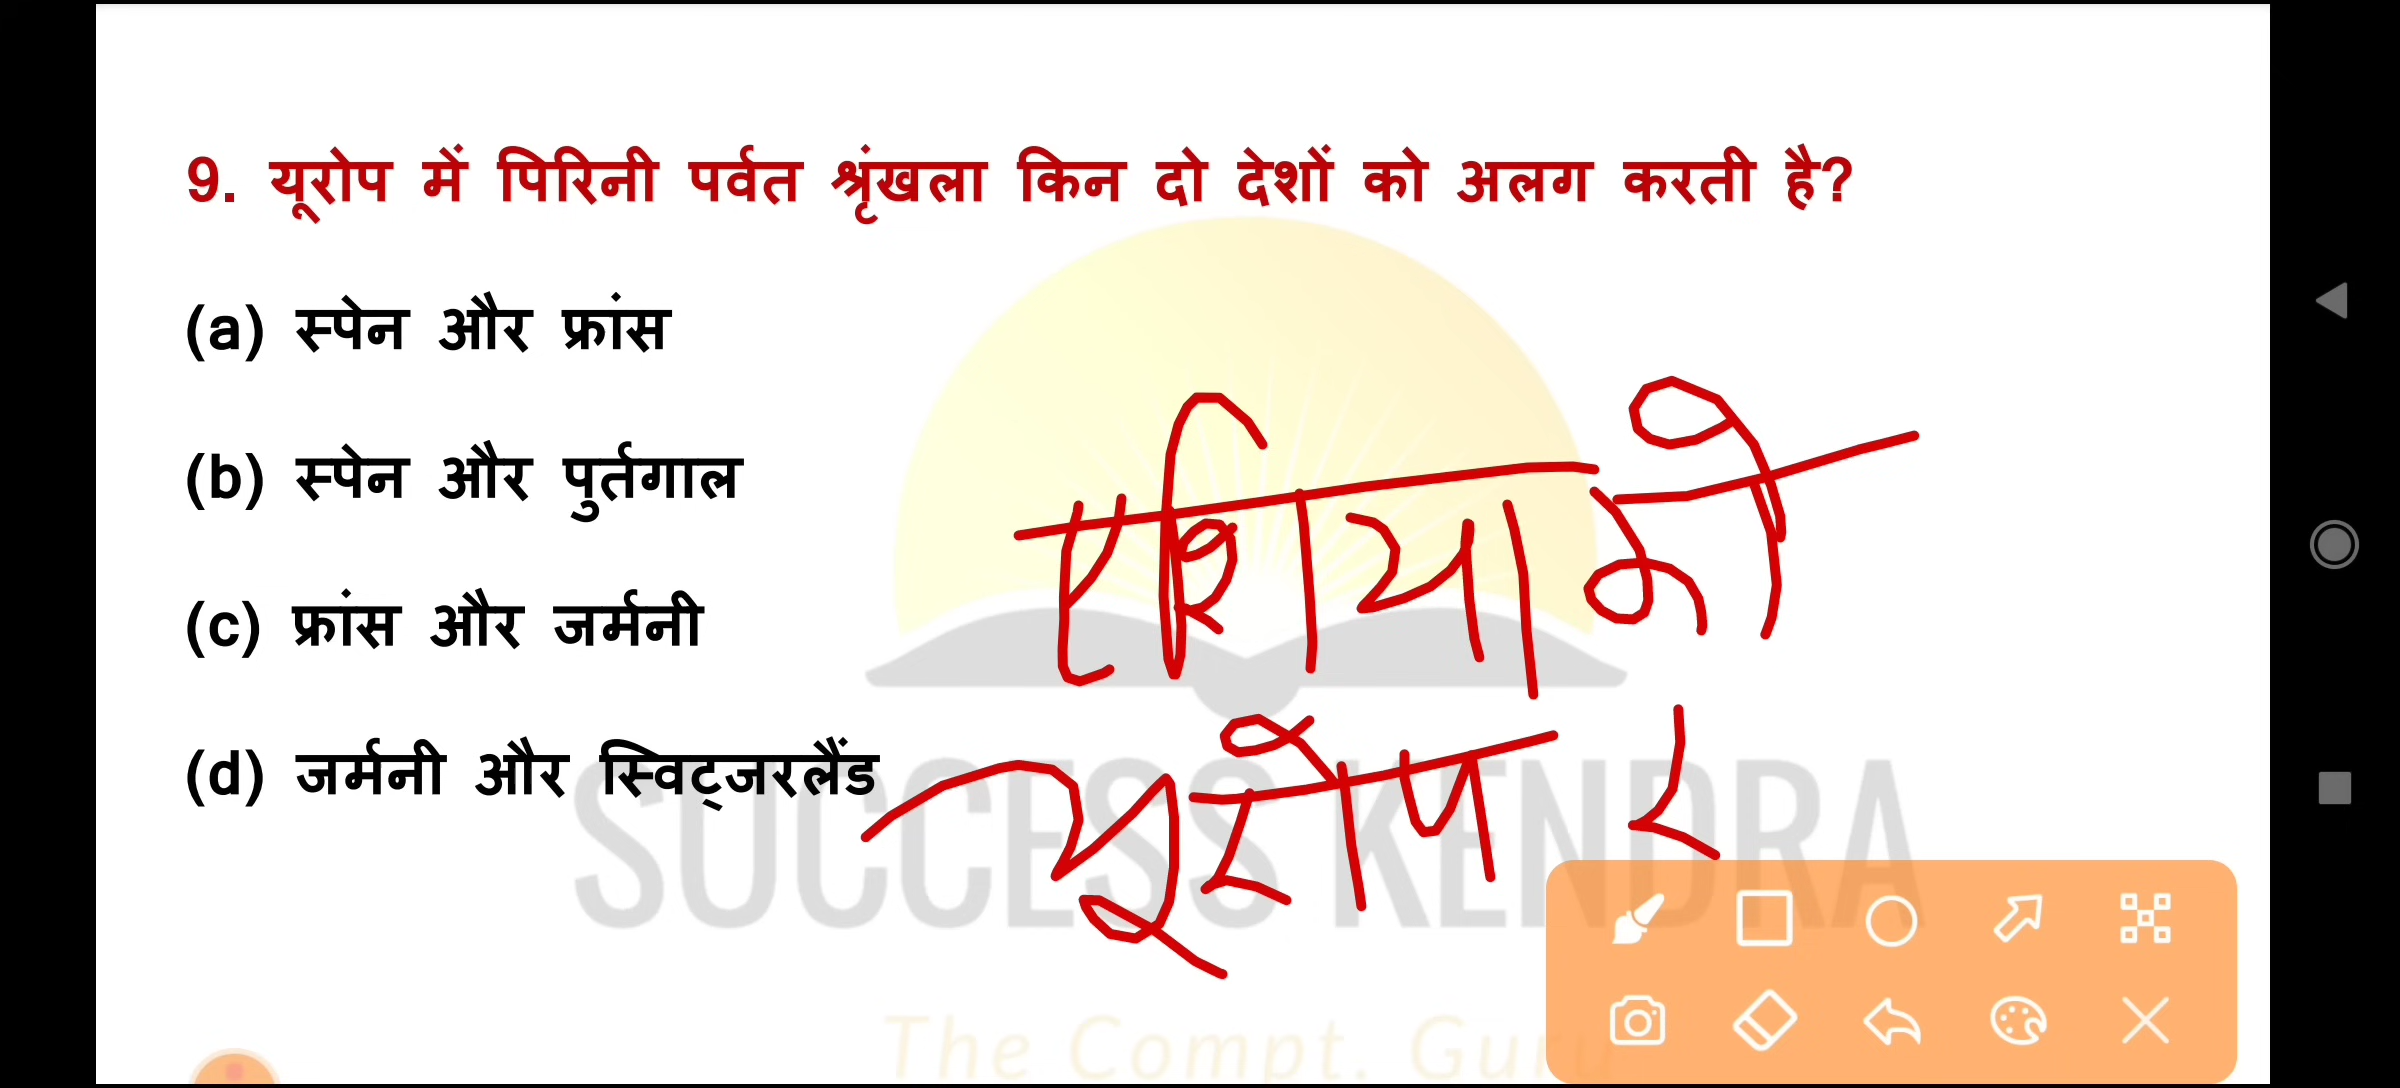 9. यूरोप में पिरिनी पर्वत श्रृंखला किन दो देशों को अलग करती है?
(a) स्पेन और फ्रांस
(b) स्पेन और पुर्तगाल
(c) फ्रांस और जर्मनी
(d) जर्मनी और स्विट्जरलैंड
यूरोप
SUCCESS KENDRA
The Compt. Guru